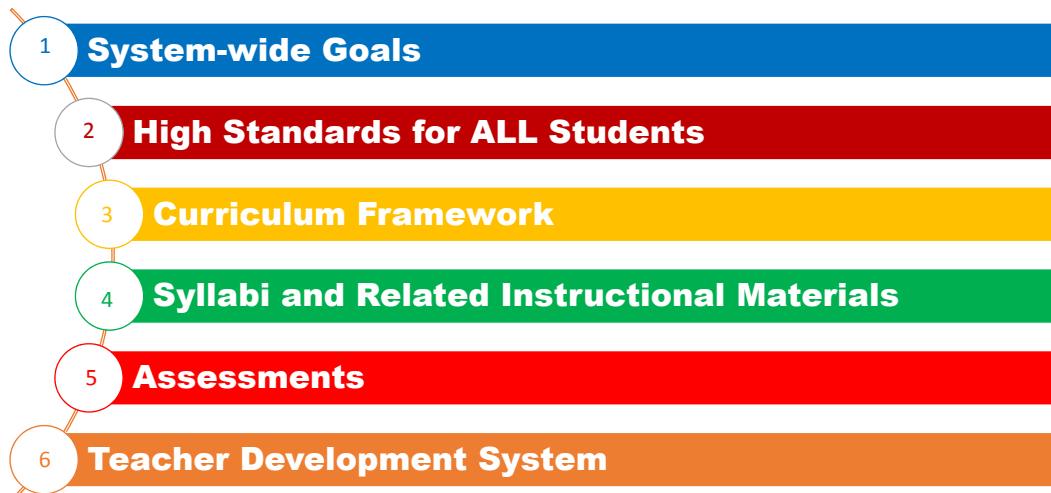 1 System-wide Goals
2 High Standards for ALL Students
3 Curriculum Framework
4 Syllabi and Related Instructional Materials
5 Assessments
6 Teacher Development System